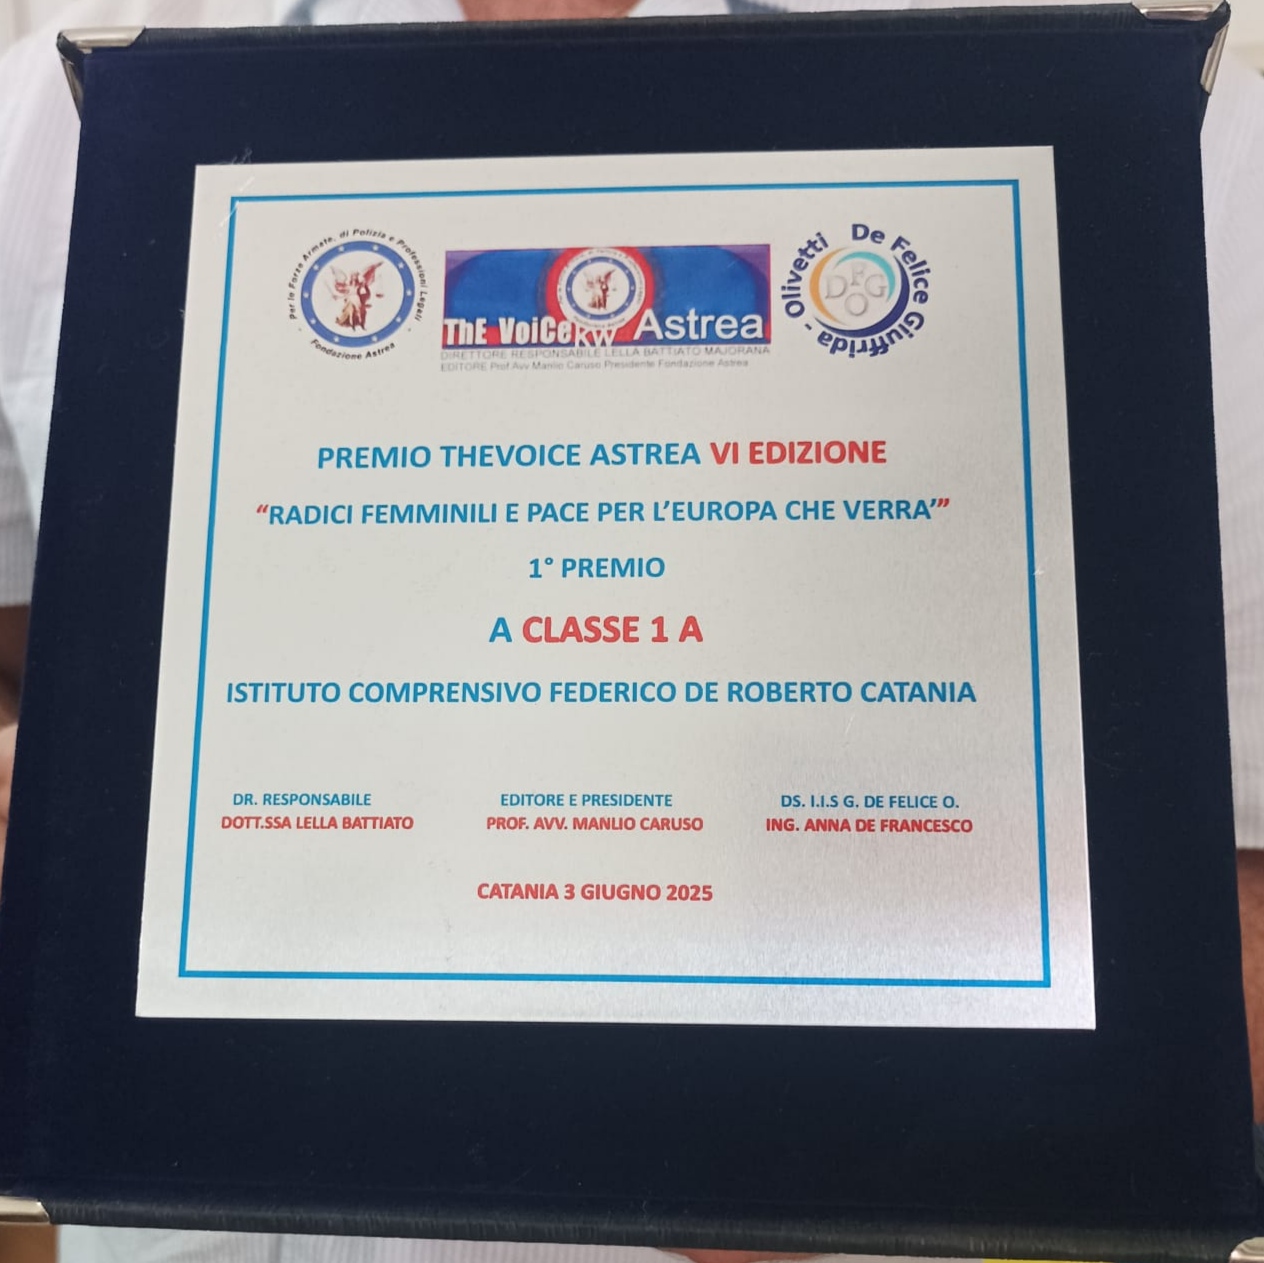 Per le Forze Armate, di Polizia e Professioni Legali
Fondazione Astrea
ThE VoiCe RW Astrea
DIRETTORE RESPONSABILE LELLA BATTIATO MAJORANA
EDITORE Prof.Avv Manlio Caruso Presidente Fondazione Astrea
Olivetti - De Felice Giuffrida -
DFGO
PREMIO THEVOICE ASTREA VI EDIZIONE
“RADICI FEMMINILI E PACE PER L’EUROPA CHE VERRA’”
1° PREMIO
A CLASSE 1 A
ISTITUTO COMPRENSIVO FEDERICO DE ROBERTO CATANIA
DR. RESPONSABILE
DOTT.SSA LELLA BATTIATO
EDITORE E PRESIDENTE
PROF. AVV. MANLIO CARUSO
DS. I.I.S G. DE FELICE O.
ING. ANNA DE FRANCESCO
CATANIA 3 GIUGNO 2025